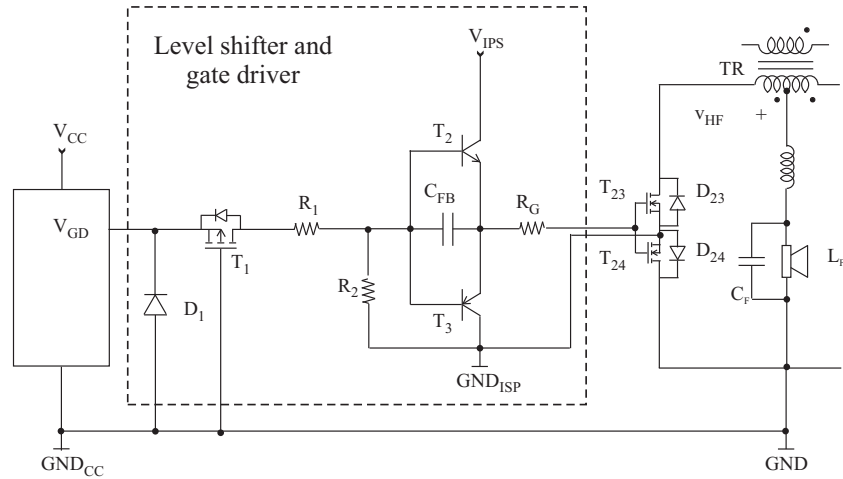 Level shifter and
gate driver
V_IPS
TR
v_HF +
V_CC
T_2
T_23
D_23
V_GD
R_1
C_FB
R_G
T_1
T_24
D_24
L_F
D_1
R_2
T_3
C_F
GND_ISP
GND_CC
GND